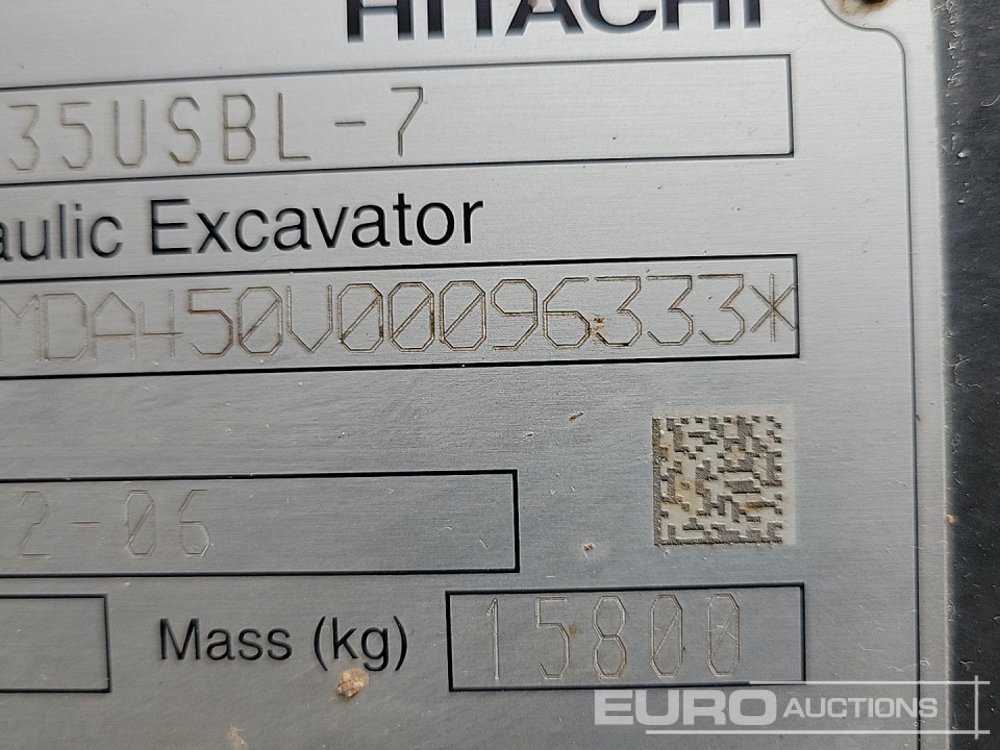 HITACHI
35USBL-7
aulic Excavator
MDA450V00096333*
2-06
Mass (kg) 15800
EURO AUCTIONS